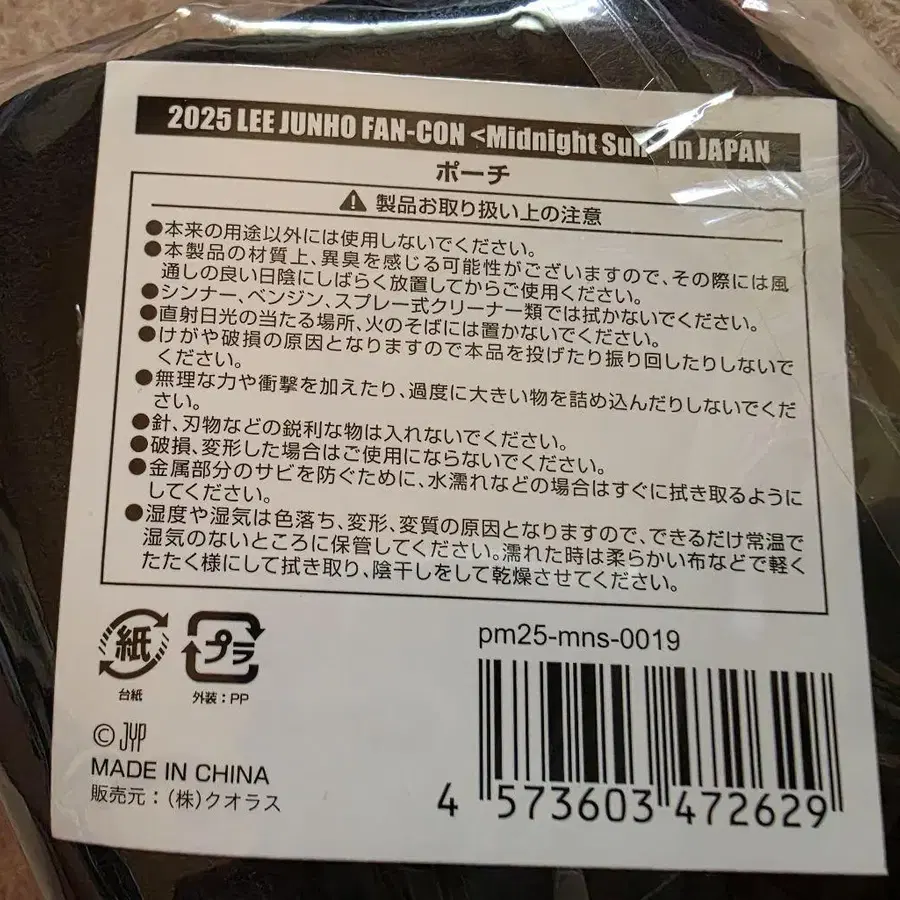 2025 LEE JUNHO FAN-CON <Midnight Sun> in JAPAN
ポーチ
製品お取り扱い上の注意
●本来の用途以外には使用しないでください。
●本製品の材質上、異臭を感じる可能性がございますので、その際には風
通しの良い日陰にしばらく放置してからご使用ください。
●シンナー、ベンジン、スプレー式クリーナー類では拭かないでください。
●直射日光の当たる場所、火のそばには置かないでください。
●けがや破損の原因となりますので本品を投げたり振り回したりしないで
ください。
●無理な力や衝撃を加えたり、過度に大きい物を詰め込んだりしないでくだ
さい。
●針、刃物などの鋭利な物は入れないでください。
●破損、変形した場合はご使用にならないでください。
●金属部分のサビを防ぐために、水濡れなどの場合はすぐに拭き取るように
してください。
●湿度や湿気は色落ち、変形、変質の原因となりますので、できるだけ常温で
湿気のないところに保管してください。濡れた時は柔らかい布などで軽く
たたく様にして拭き取り、陰干しをして乾燥させてください。
紙
台紙
プラ
外装:PP
pm25-mns-0019
© JYP
MADE IN CHINA
販売元:(株)クオラス
4 573603 472629